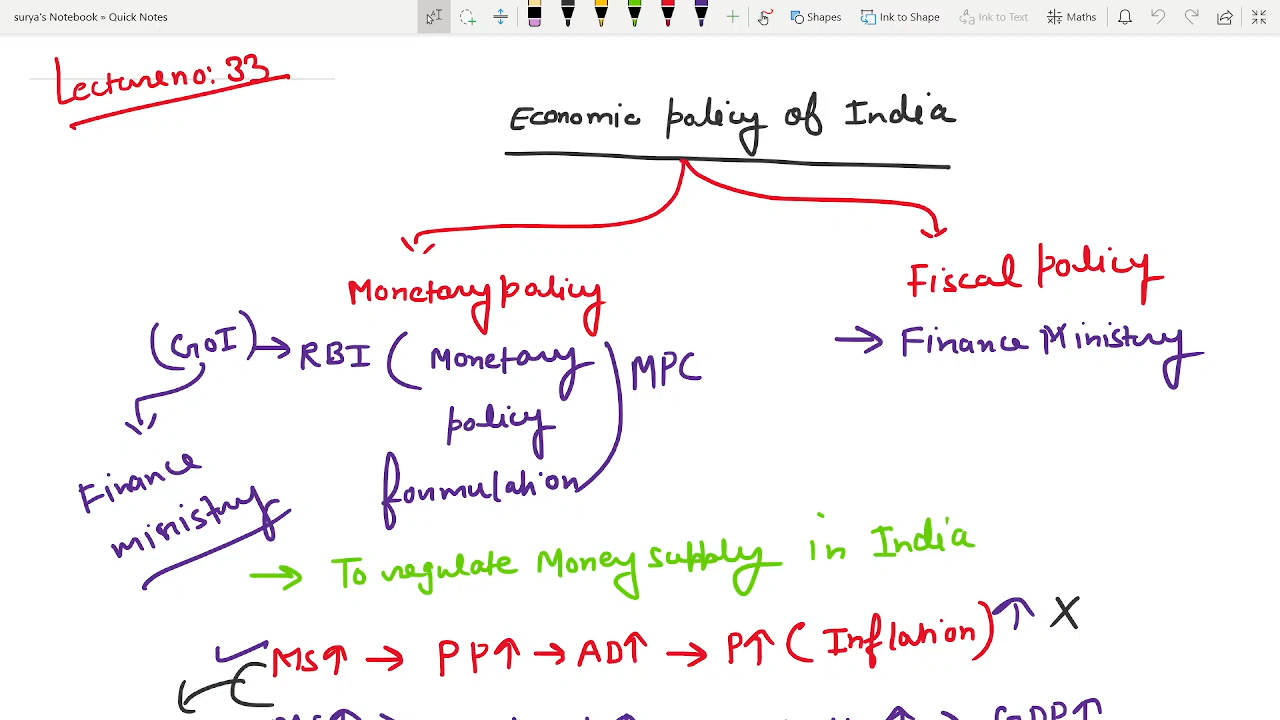 surya's Notebook » Quick Notes
Shapes Ink to Shape Ink to Text Maths
Lecture no: 33
Economic policy of India
Monetary policy
Fiscal policy
(GoI) → RBI (Monetary policy formulation) MPC
→ Finance Ministry
Finance
ministry
→ To regulate Money supply in India
MS↑ → PP↑ → AD↑ → P↑ (Inflation)↑ X
GDP↑